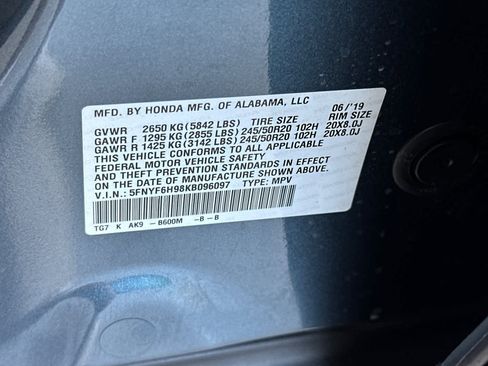 MFD. BY HONDA MFG. OF ALABAMA, LLC 06/'19
GVWR 2650 KG (5842 LBS) TIRE SIZE RIM SIZE
GAWR F 1295 KG (2855 LBS) 245/50R20 102H 20X8.0J
GAWR R 1425 KG (3142 LBS) 245/50R20 102H 20X8.0J
THIS VEHICLE CONFORMS TO ALL APPLICABLE
FEDERAL MOTOR VEHICLE SAFETY, BUMPER,
AND THEFT PREVENTION STANDARDS IN EFFECT
ON THE DATE OF MANUFACTURE SHOWN ABOVE.
V.I.N.: 5FNYF6H98KB096097 TYPE: MPV
TG7 K AK9 -B600M -B-B